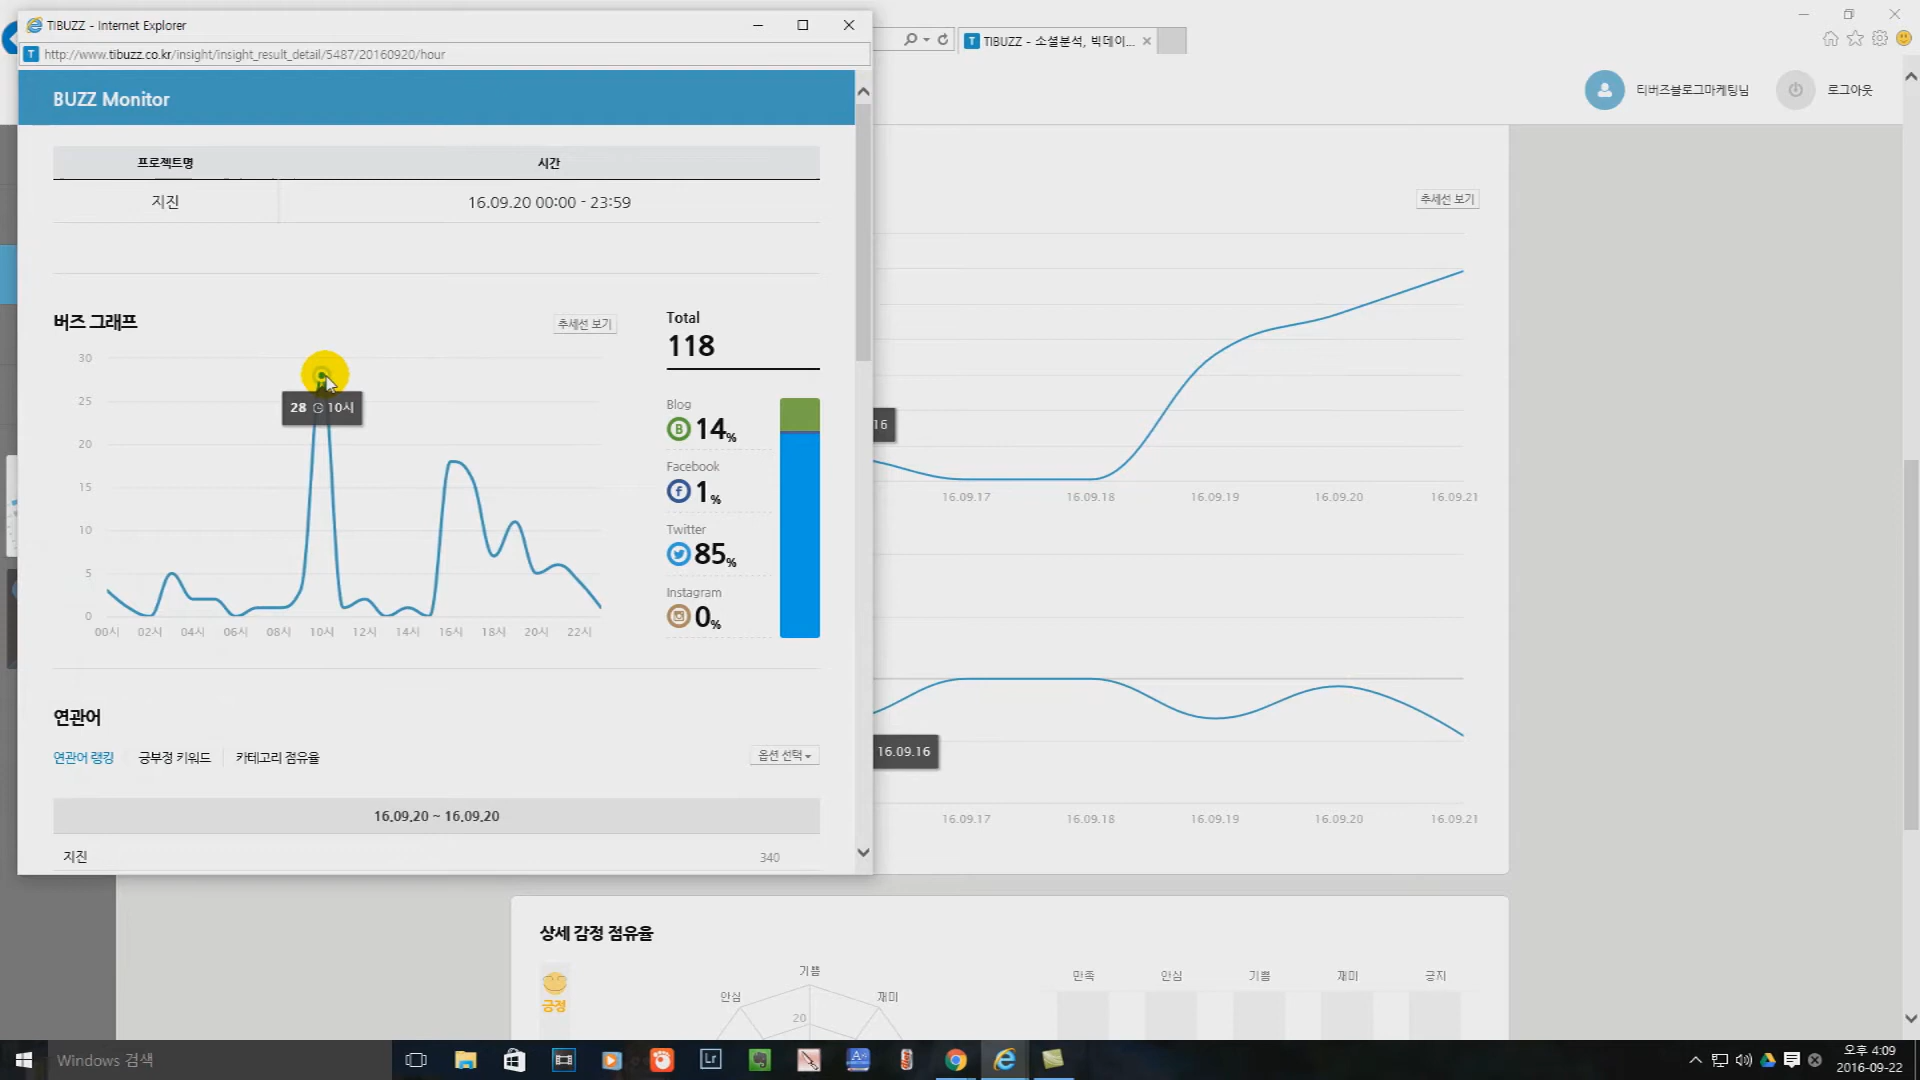 TIBUZZ - Internet Explorer
http://www.tibuzz.co.kr/insight/insight_result_detail/5487/20160920/hour
TIBUZZ - 소셜분석, 빅데이...
티버즈블로그마케팅님
로그아웃
BUZZ Monitor
프로젝트명 시간
지진 16.09.20 00:00 - 23:59
버즈 그래프
추세선 보기
30
25
20
15
10
5
0
28 10시
00시 02시 04시 06시 08시 10시 12시 14시 16시 18시 20시 22시
Total
118
Blog
14%
Facebook
1%
Twitter
85%
Instagram
0%
연관어
연관어 랭킹 긍부정 키워드 카테고리 점유율
옵션 선택
16.09.20 ~ 16.09.20
지진 340
추세선 보기
16
16.09.17 16.09.18 16.09.19 16.09.20 16.09.21
16.09.16
16.09.17 16.09.18 16.09.19 16.09.20 16.09.21
상세 감정 점유율
긍정
기쁨
안심 재미
20
만족 안심 기쁨 재미 긍지
Windows 검색
Lr
오후 4:09
2016-09-22